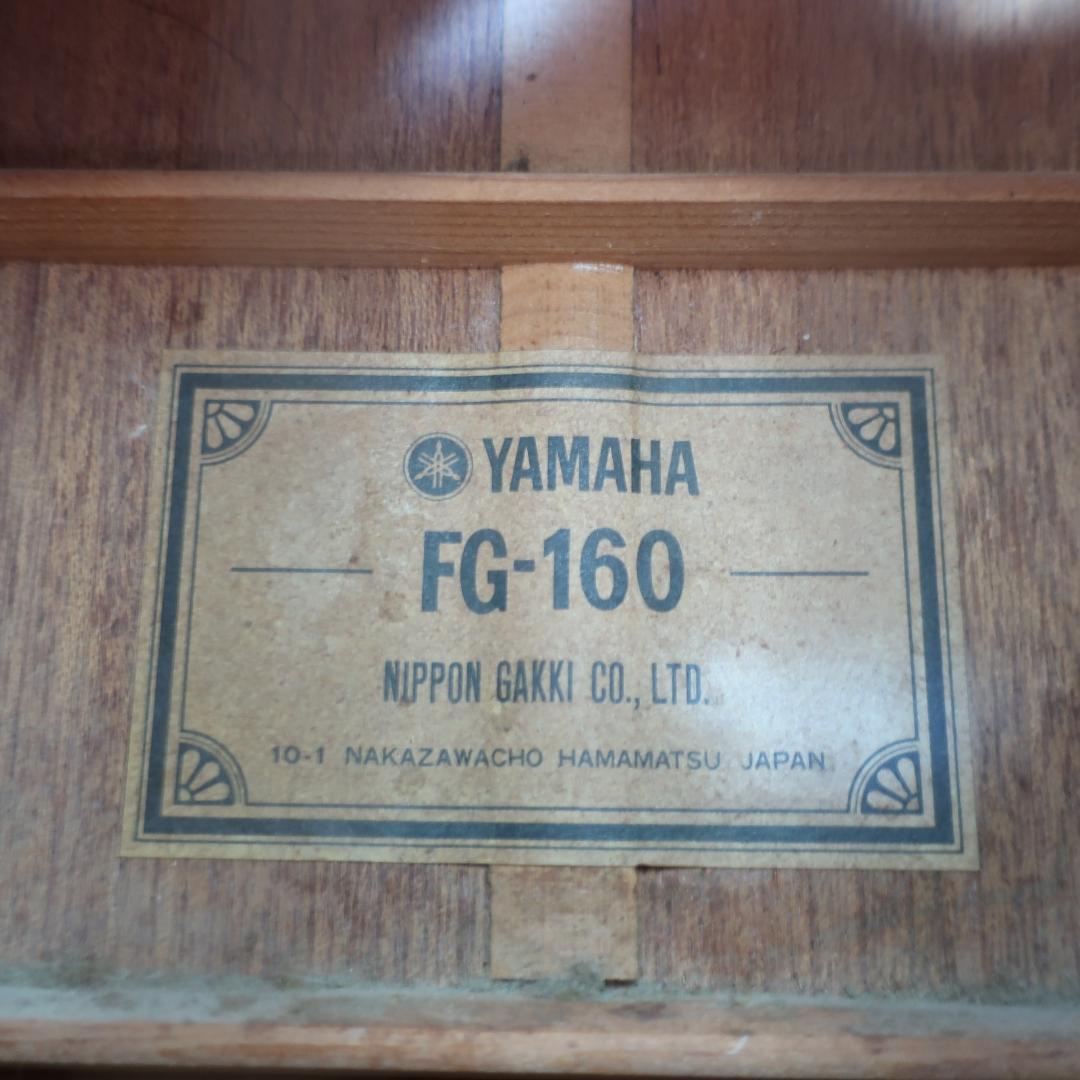 YAMAHA
FG-160
NIPPON GAKKI CO., LTD.
10-1 NAKAZAWACHO HAMAMATSU JAPAN